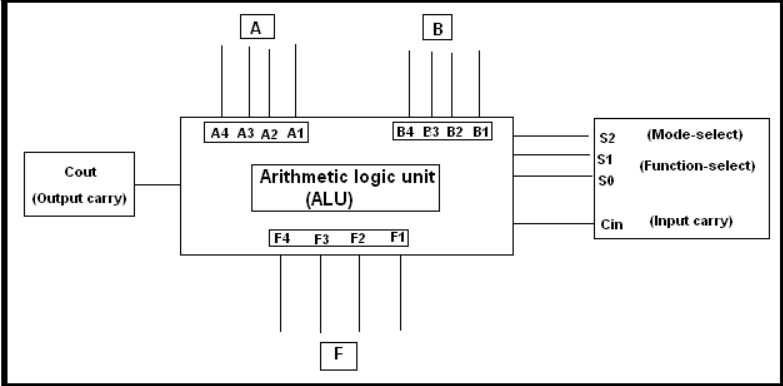 A
B
A4 A3 A2 A1
B4 B3 B2 B1
S2 (Mode-select)
S1 (Function-select)
S0
Cout
(Output carry)
Arithmetic logic unit
(ALU)
Cin (Input carry)
F4 F3 F2 F1
F